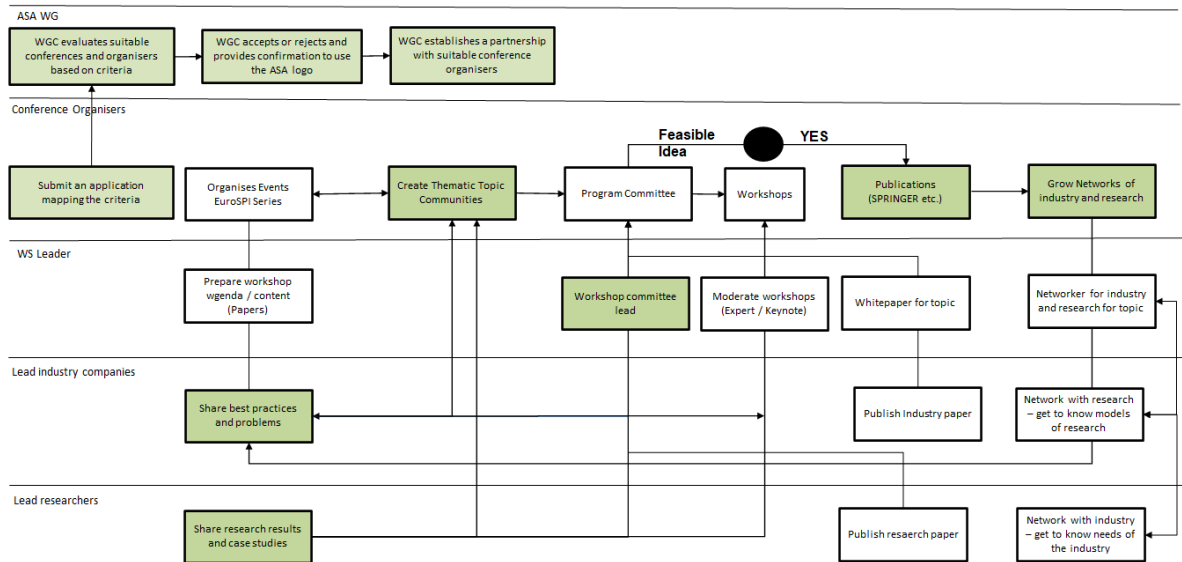 ASA WG
WGC evaluates suitable
conferences and organisers
based on criteria
WGC accepts or rejects and
provides confirmation to use
the ASA logo
WGC establishes a partnership
with suitable conference
organisers
Conference Organisers
Feasible
Idea
YES
Submit an application
mapping the criteria
Organises Events
EuroSPI Series
Create Thematic Topic
Communities
Program Committee
Workshops
Publications
(SPRINGER etc.)
Grow Networks of
industry and research
WS Leader
Prepare workshop
wgenda / content
(Papers)
Workshop committee
lead
Moderate workshops
(Expert / Keynote)
Whitepaper for topic
Networker for industry
and research for topic
Lead industry companies
Share best practices
and problems
Publish Industry paper
Network with research
– get to know models
of research
Lead researchers
Share research results
and case studies
Publish resaerch paper
Network with industry
– get to know needs of
the industry